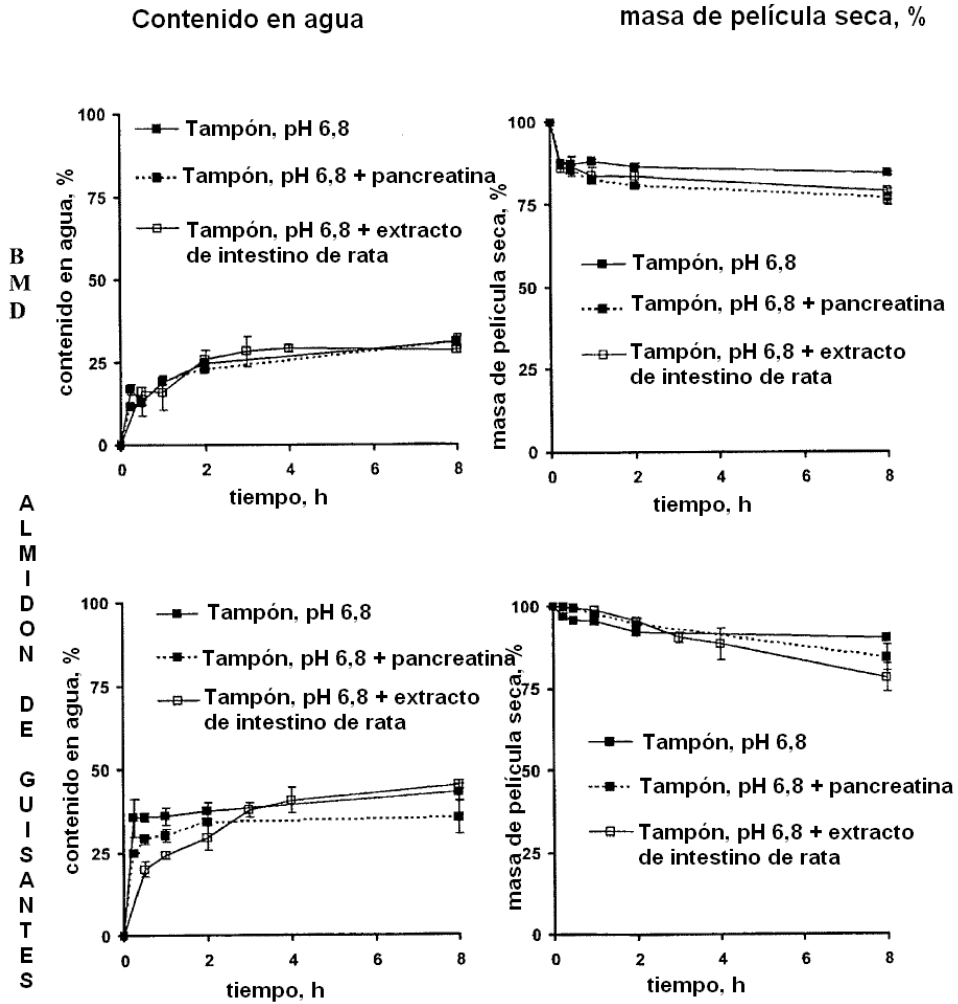 Contenido en agua
masa de película seca, %
B
M
D
contenido en agua, %
100
75
50
25
0
Tampón, pH 6,8
Tampón, pH 6,8 + pancreatina
Tampón, pH 6,8 + extracto
de intestino de rata
0 2 4 6 8
tiempo, h
masa de película seca, %
100
75
50
25
0
Tampón, pH 6,8
Tampón, pH 6,8 + pancreatina
Tampón, pH 6,8 + extracto
de intestino de rata
0 2 4 6 8
tiempo, h
A
L
M
I
D
O
N
D
E
G
U
I
S
A
N
T
E
S
contenido en agua, %
100
75
50
25
0
Tampón, pH 6,8
Tampón, pH 6,8 + pancreatina
Tampón, pH 6,8 + extracto
de intestino de rata
0 2 4 6 8
tiempo, h
masa de película seca, %
100
75
50
25
0
Tampón, pH 6,8
Tampón, pH 6,8 + pancreatina
Tampón, pH 6,8 + extracto
de intestino de rata
0 2 4 6 8
tiempo, h